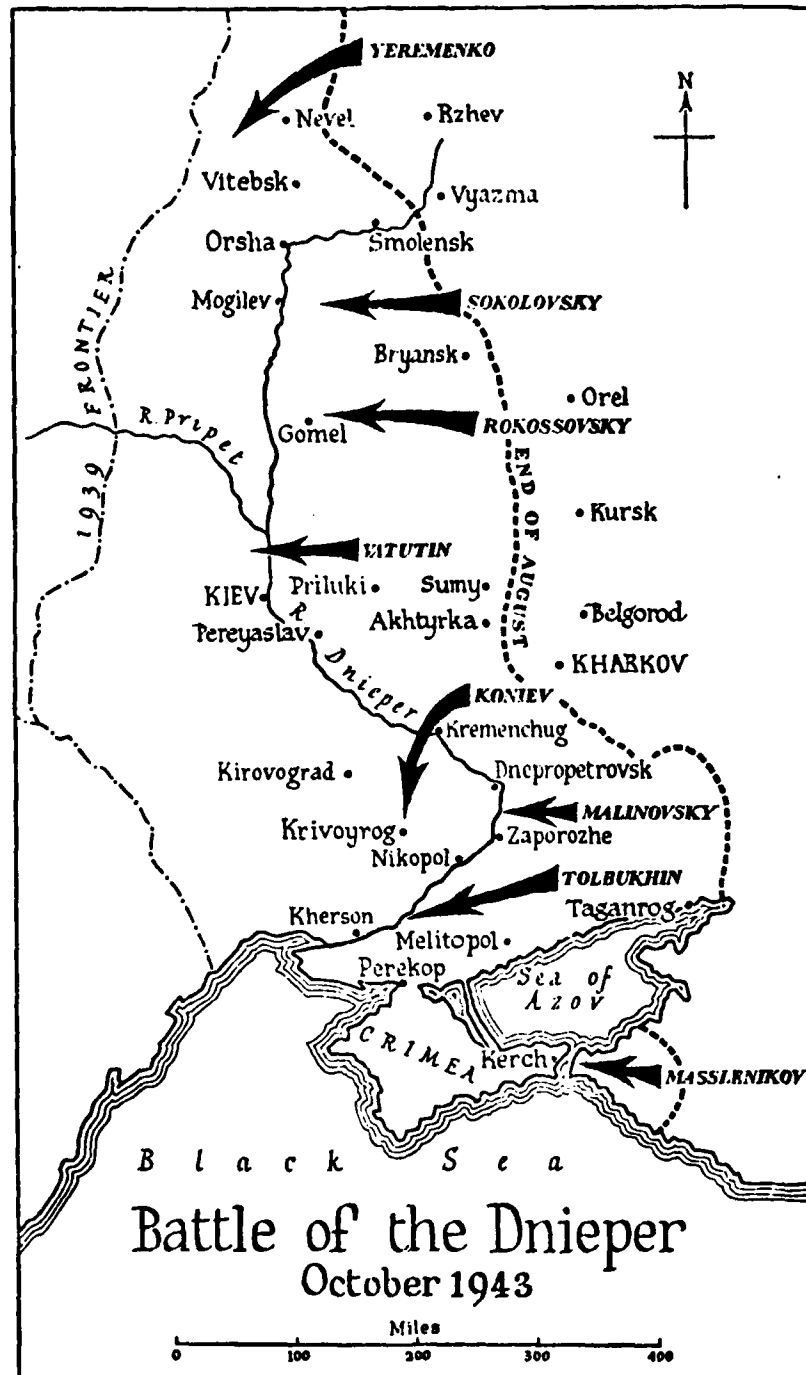 YEREMENKO
N
Nevel
Rzhev
Vitebsk
Vyazma
Orsha
Smolensk
Mogilev
SOKOLOVSKY
Bryansk
1939 FRONTIER
Orel
R. Pripet
Gomel
ROKOSSOVSKY
END OF AUGUST
Kursk
VATUTIN
KIEV
Priluki
Sumy
Belgorod
Pereyaslav
Akhtyrka
R. Dnieper
KHARKOV
KONIEV
Kremenchug
Kirovograd
Dnepropetrovsk
MALINOVSKY
Krivoyrog
Zaporozhe
Nikopol
TOLBUKHIN
Taganrog
Kherson
Melitopol
Perekop
Sea of
Azov
CRIMEA
Kerch
MASSLENIKOV
Black Sea
Battle of the Dnieper
October 1943
Miles
0 100 200 300 400